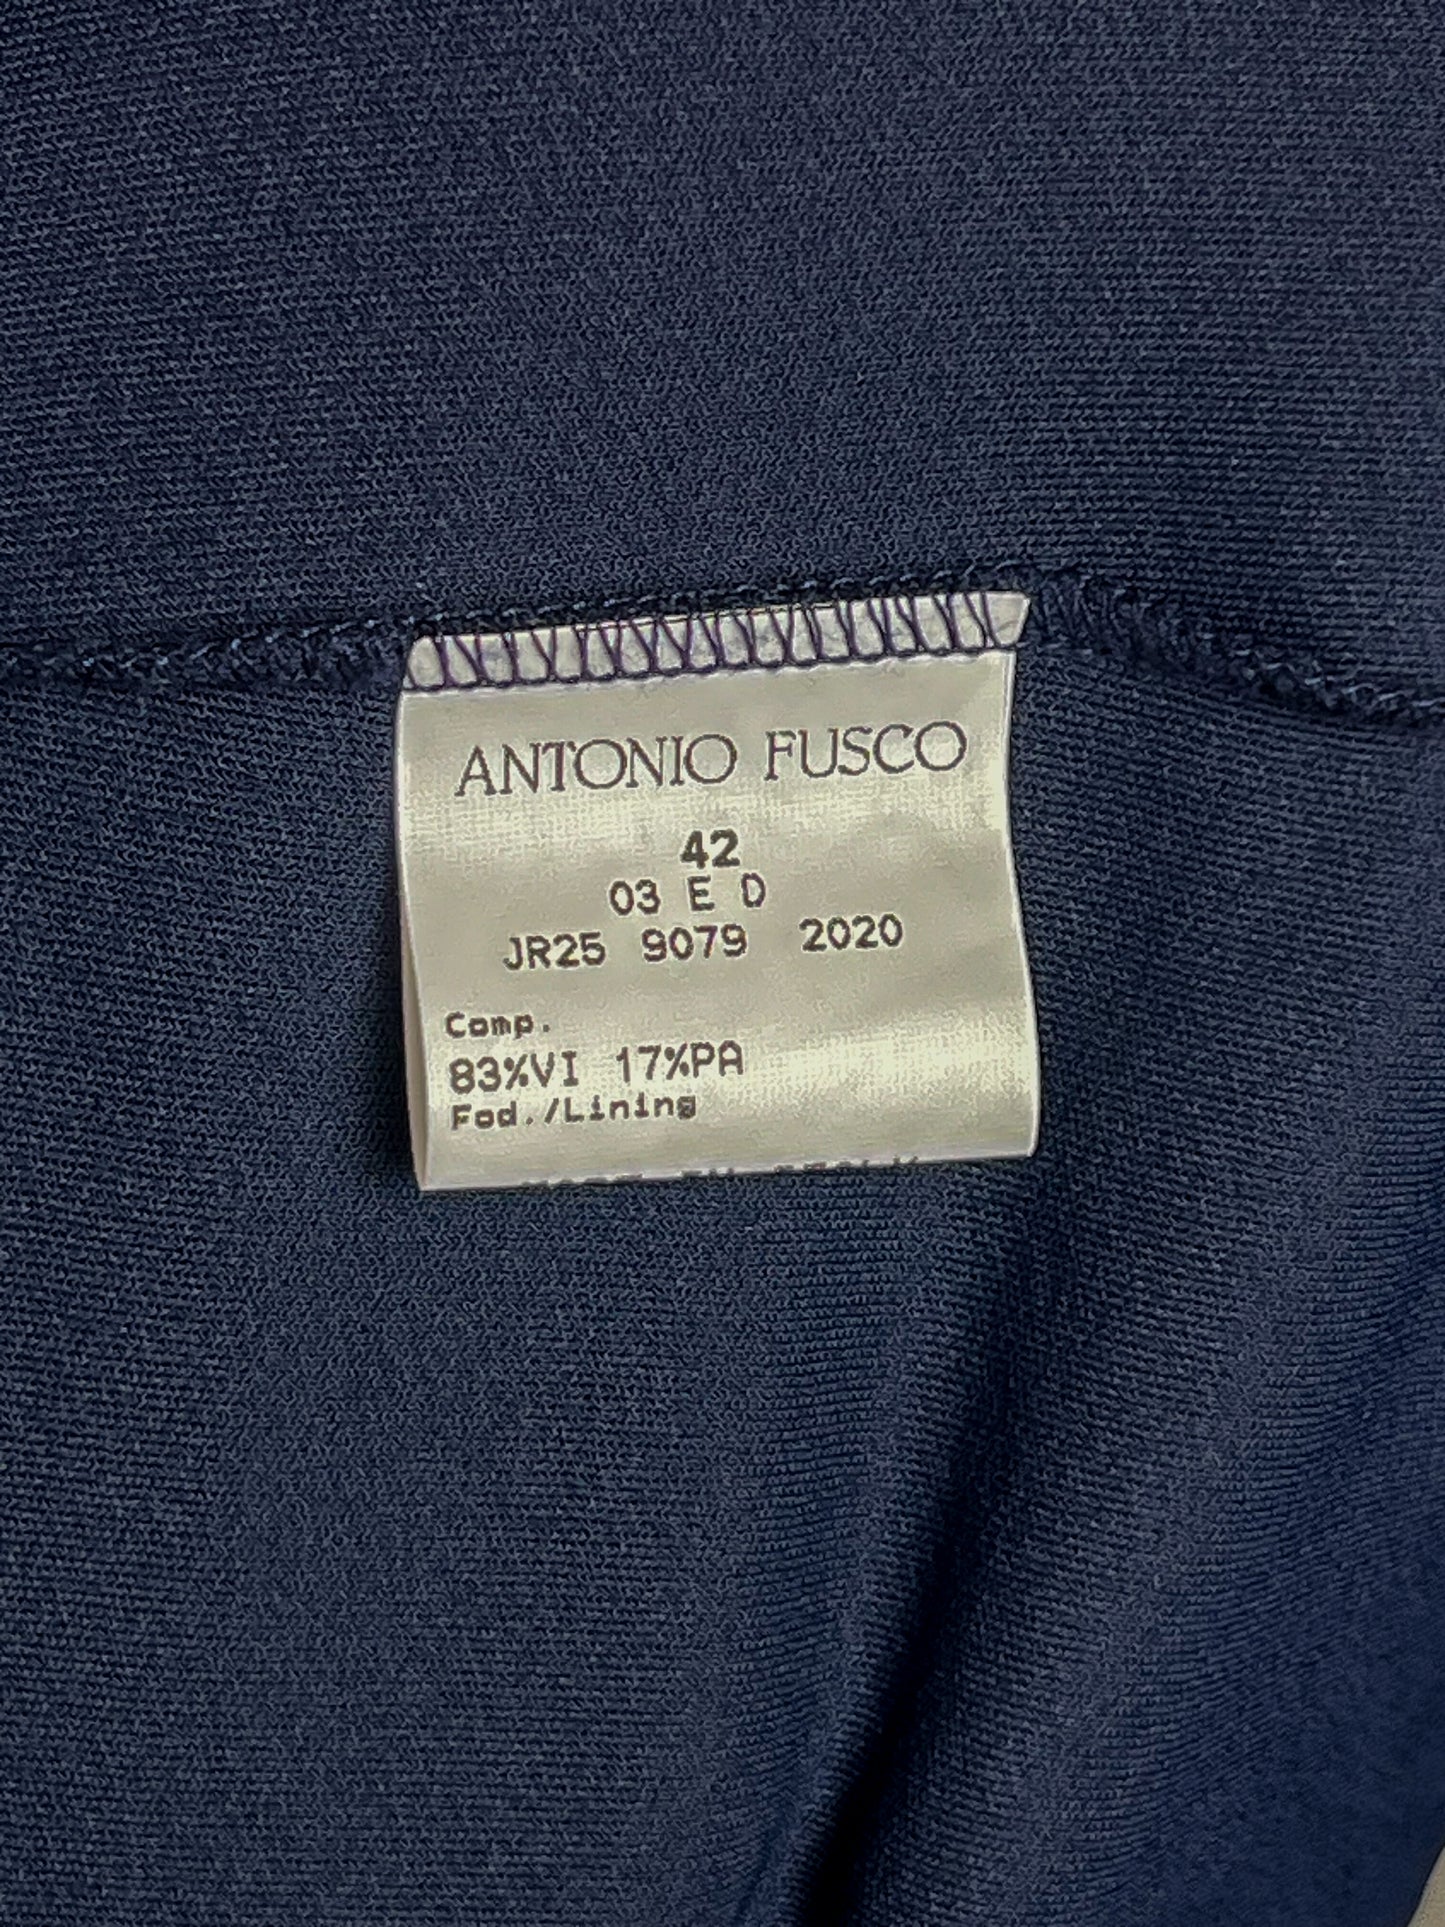 ANTONIO FUSCO
42
03 E D
JR25 9079 2020
Comp.
83%VI 17%PA
Fod./Lining